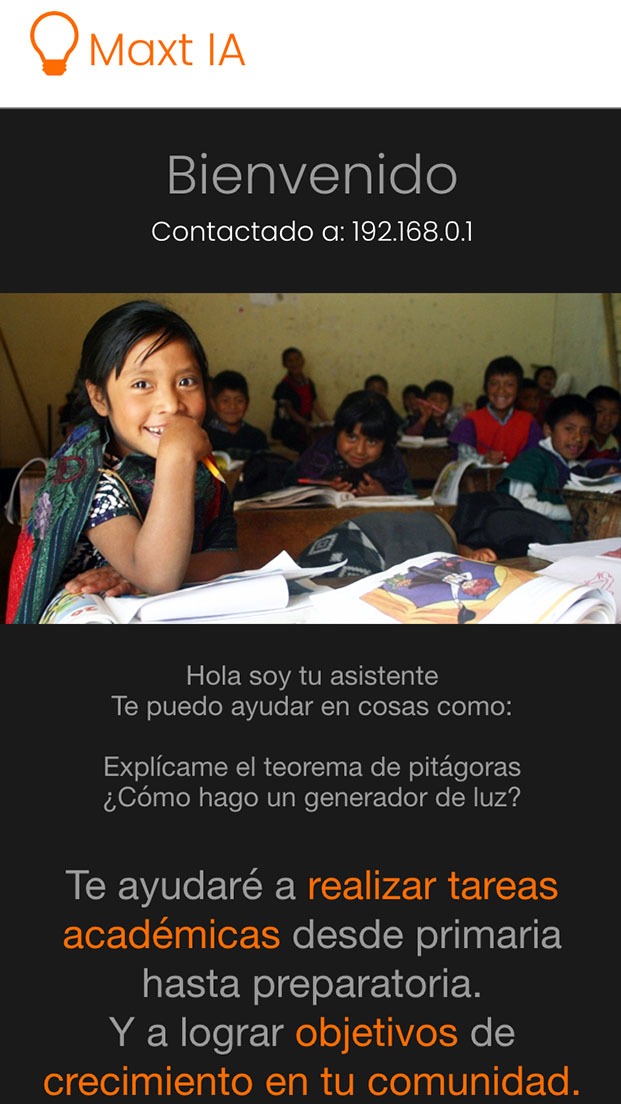 Maxt IA
Bienvenido
Contactado a: 192.168.0.1
Hola soy tu asistente
Te puedo ayudar en cosas como:
Explícame el teorema de pitágoras
¿Cómo hago un generador de luz?
Te ayudaré a realizar tareas
académicas desde primaria
hasta preparatoria.
Y a lograr objetivos de
crecimiento en tu comunidad.